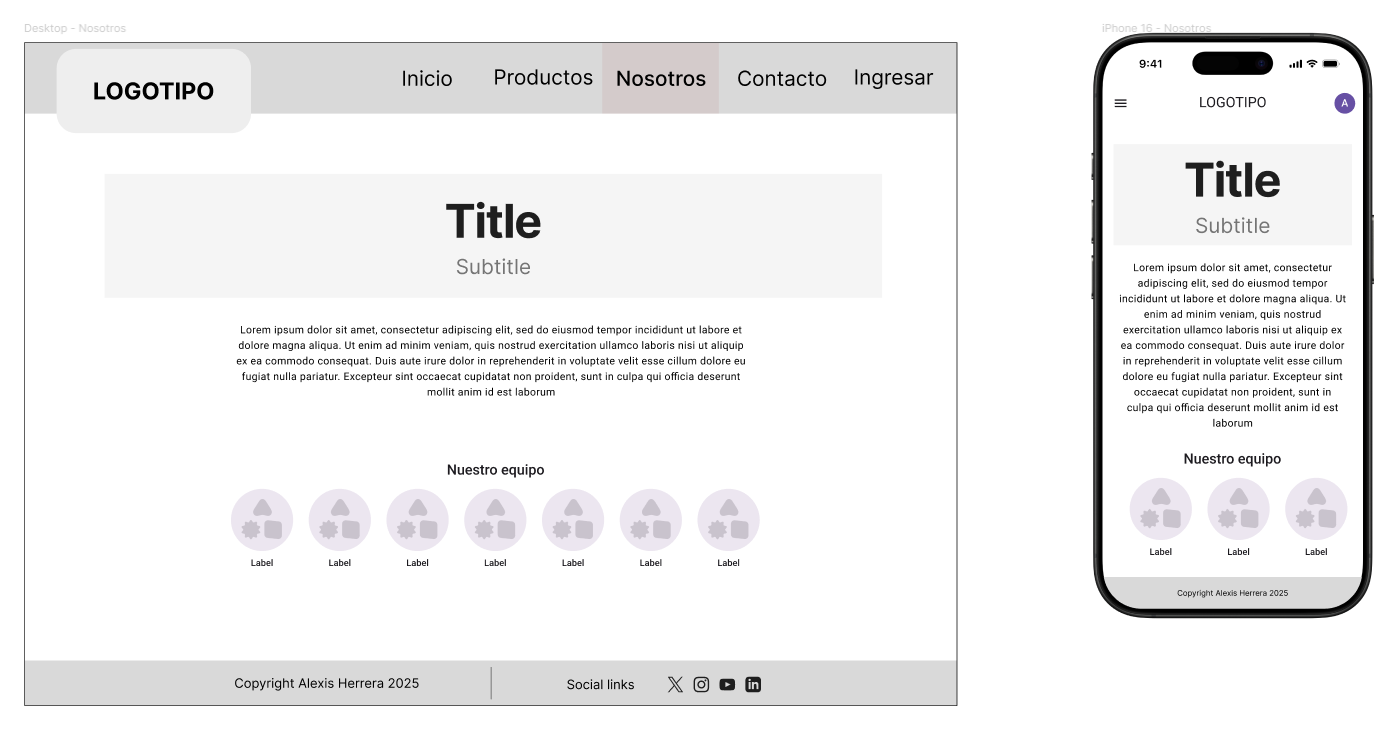 Desktop - Nosotros
LOGOTIPO
Inicio
Productos
Nosotros
Contacto
Ingresar
Title
Subtitle
Lorem ipsum dolor sit amet, consectetur adipiscing elit, sed do eiusmod tempor incididunt ut labore et
dolore magna aliqua. Ut enim ad minim veniam, quis nostrud exercitation ullamco laboris nisi ut aliquip
ex ea commodo consequat. Duis aute irure dolor in reprehenderit in voluptate velit esse cillum dolore eu
fugiat nulla pariatur. Excepteur sint occaecat cupidatat non proident, sunt in culpa qui officia deserunt
mollit anim id est laborum
Nuestro equipo
Label
Label
Label
Label
Label
Label
Label
Copyright Alexis Herrera 2025
Social links
iPhone 16 - Nosotros
9:41
LOGOTIPO
A
Title
Subtitle
Lorem ipsum dolor sit amet, consectetur
adipiscing elit, sed do eiusmod tempor
incididunt ut labore et dolore magna aliqua. Ut
enim ad minim veniam, quis nostrud
exercitation ullamco laboris nisi ut aliquip ex
ea commodo consequat. Duis aute irure dolor
in reprehenderit in voluptate velit esse cillum
dolore eu fugiat nulla pariatur. Excepteur sint
occaecat cupidatat non proident, sunt in
culpa qui officia deserunt mollit anim id est
laborum
Nuestro equipo
Label
Label
Label
Copyright Alexis Herrera 2025